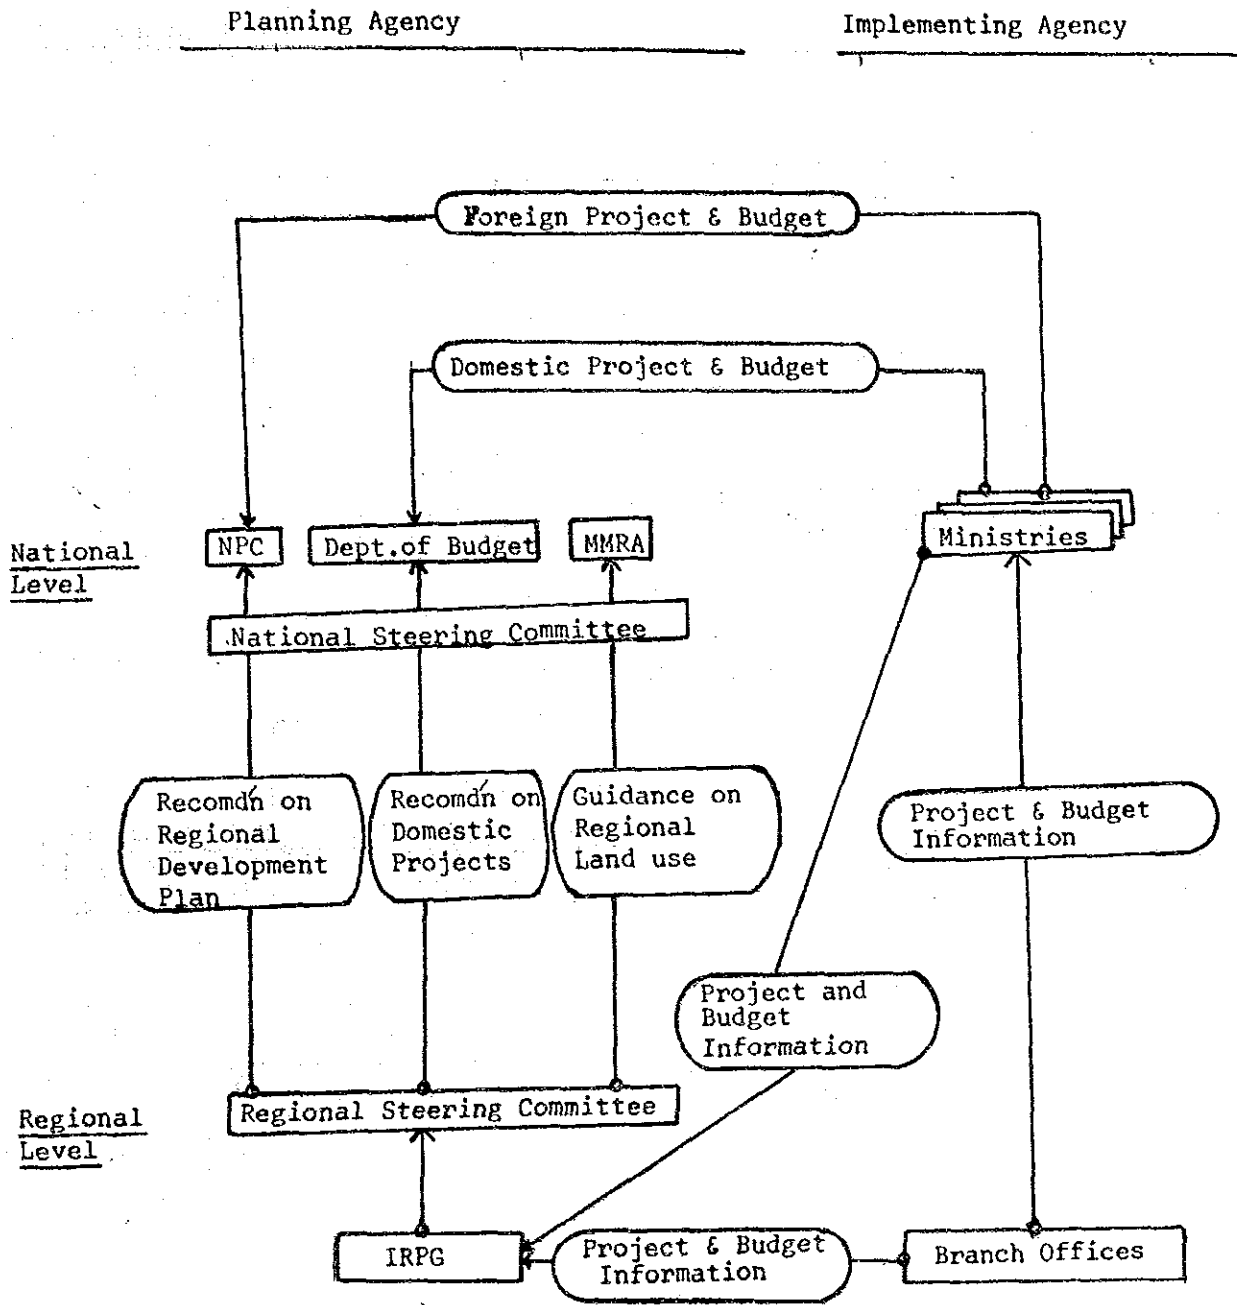 Planning Agency
Implementing Agency
Foreign Project & Budget
Domestic Project & Budget
National
Level
NPC
Dept.of Budget
MMRA
Ministries
National Steering Committee
Recomd'n on
Regional
Development
Plan
Recomd'n on
Domestic
Projects
Guidance on
Regional
Land use
Project & Budget
Information
Project and
Budget
Information
Regional
Level
Regional Steering Committee
IRPG
Project & Budget
Information
Branch Offices